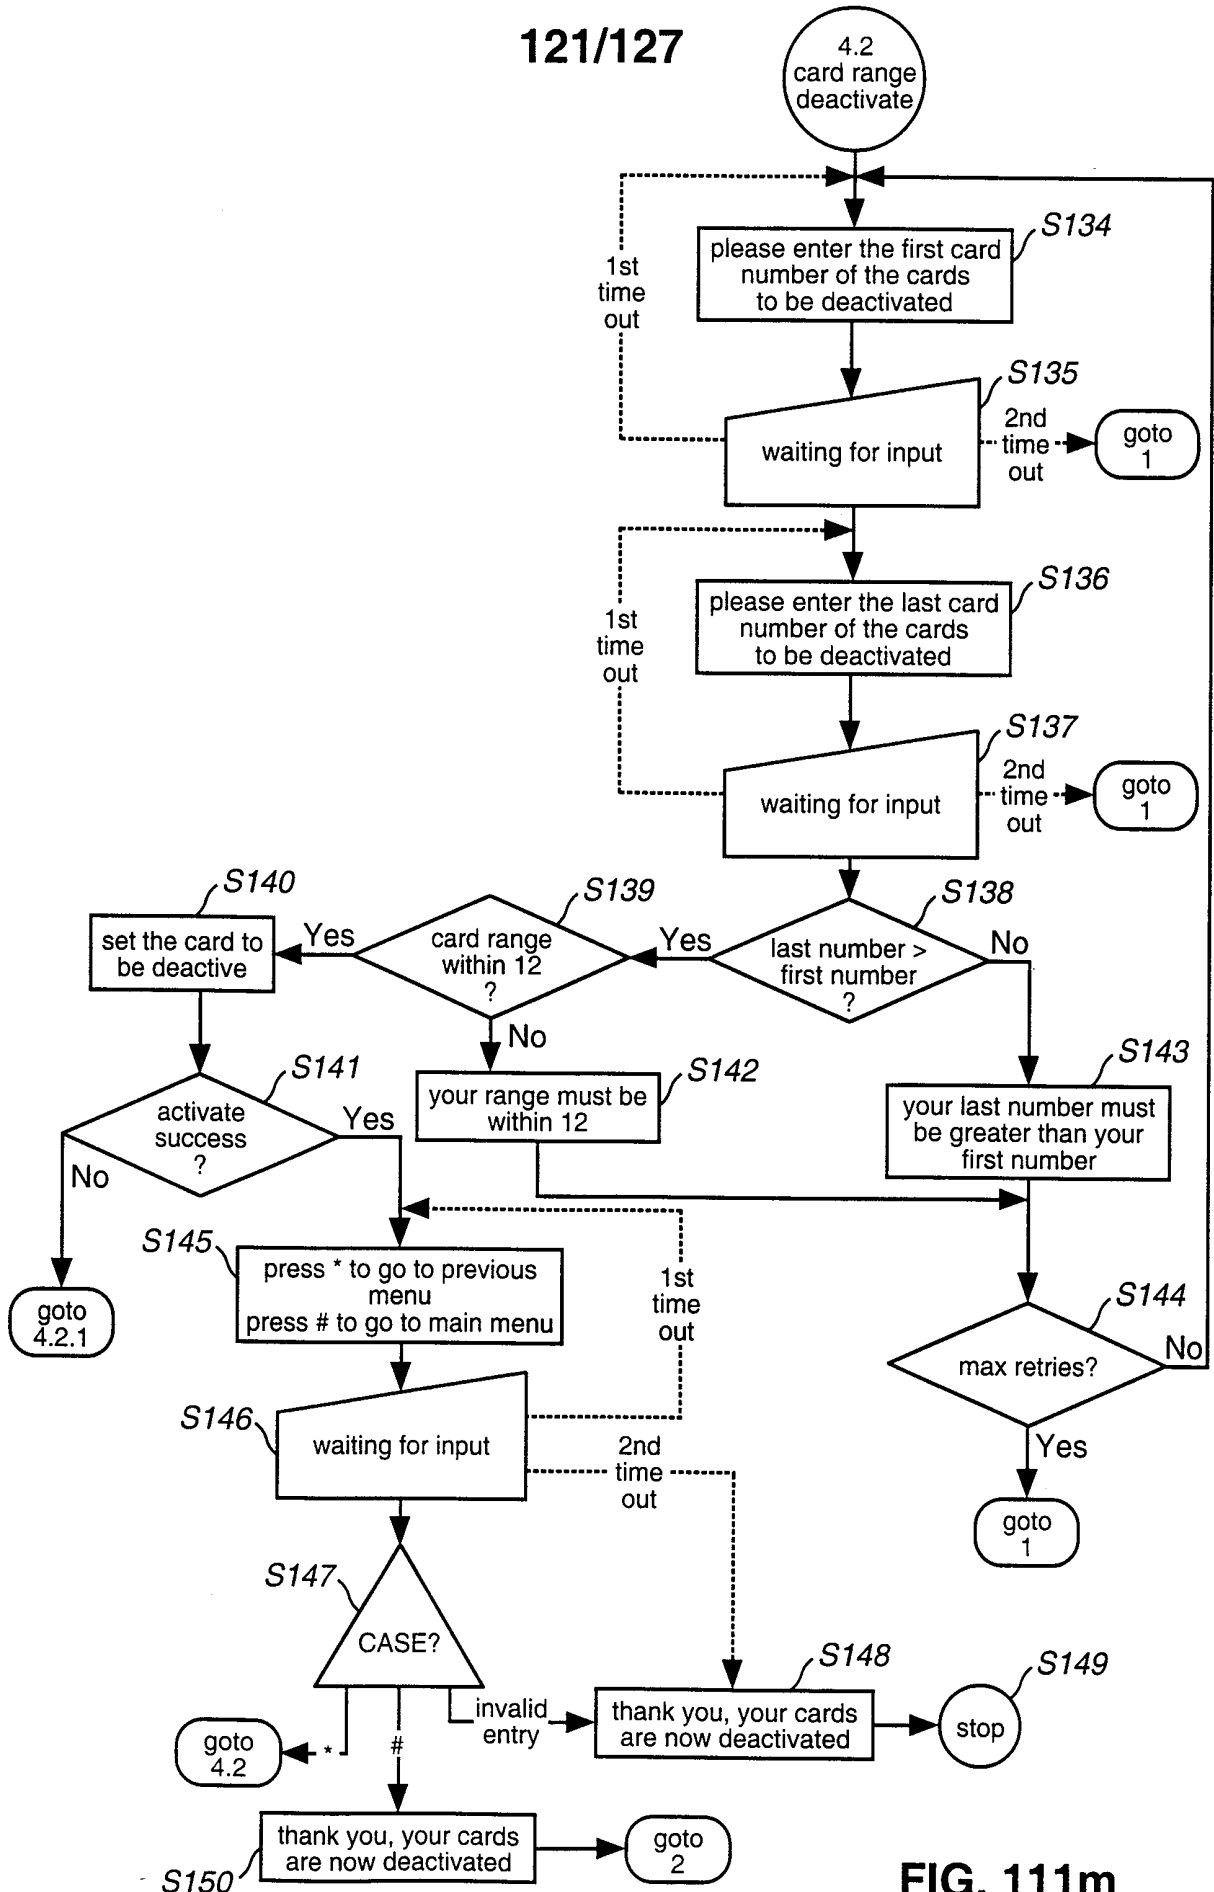 121/127
4.2
card range
deactivate
S134
please enter the first card
number of the cards
to be deactivated
1st
time
out
S135
waiting for input
2nd
time
out
goto
1
S136
please enter the last card
number of the cards
to be deactivated
1st
time
out
S137
waiting for input
2nd
time
out
goto
1
S138
last number >
first number
?
Yes
No
S139
card range
within 12
?
Yes
No
S140
set the card to
be deactive
S141
activate
success
?
Yes
No
goto
4.2.1
S142
your range must be
within 12
S143
your last number must
be greater than your
first number
S144
max retries?
No
Yes
goto
1
S145
press * to go to previous
menu
press # to go to main menu
1st
time
out
S146
waiting for input
2nd
time
out
S147
CASE?
*
goto
4.2
#
invalid
entry
S148
thank you, your cards
are now deactivated
S149
stop
S150
thank you, your cards
are now deactivated
goto
2
FIG. 111m